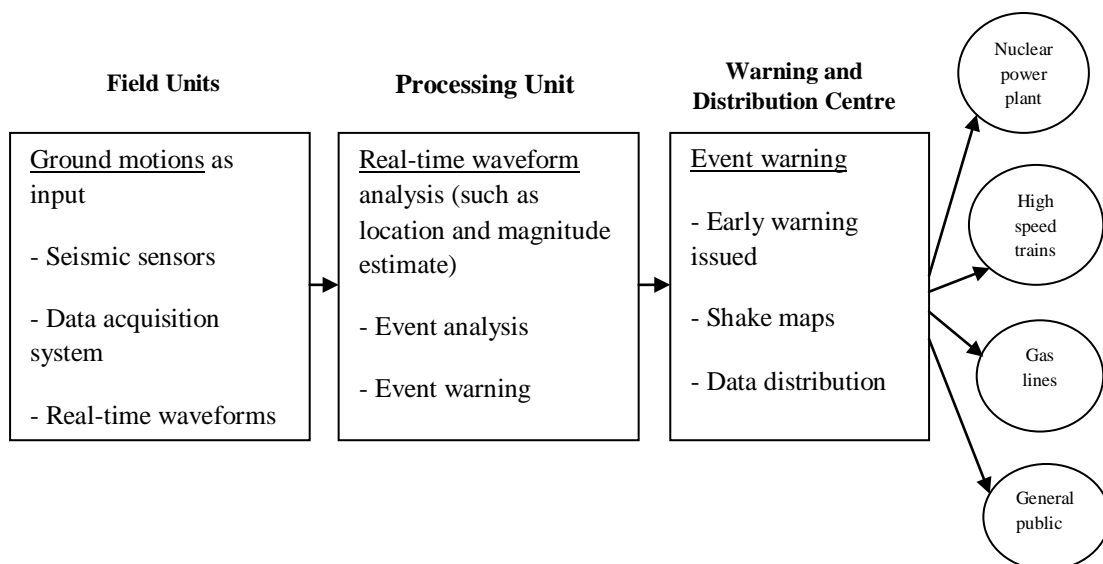 Field Units
Ground motions as
input
- Seismic sensors
- Data acquisition
system
- Real-time waveforms
Processing Unit
Real-time waveform
analysis (such as
location and magnitude
estimate)
- Event analysis
- Event warning
Warning and
Distribution Centre
Event warning
- Early warning
issued
- Shake maps
- Data distribution
Nuclear
power
plant
High
speed
trains
Gas
lines
General
public